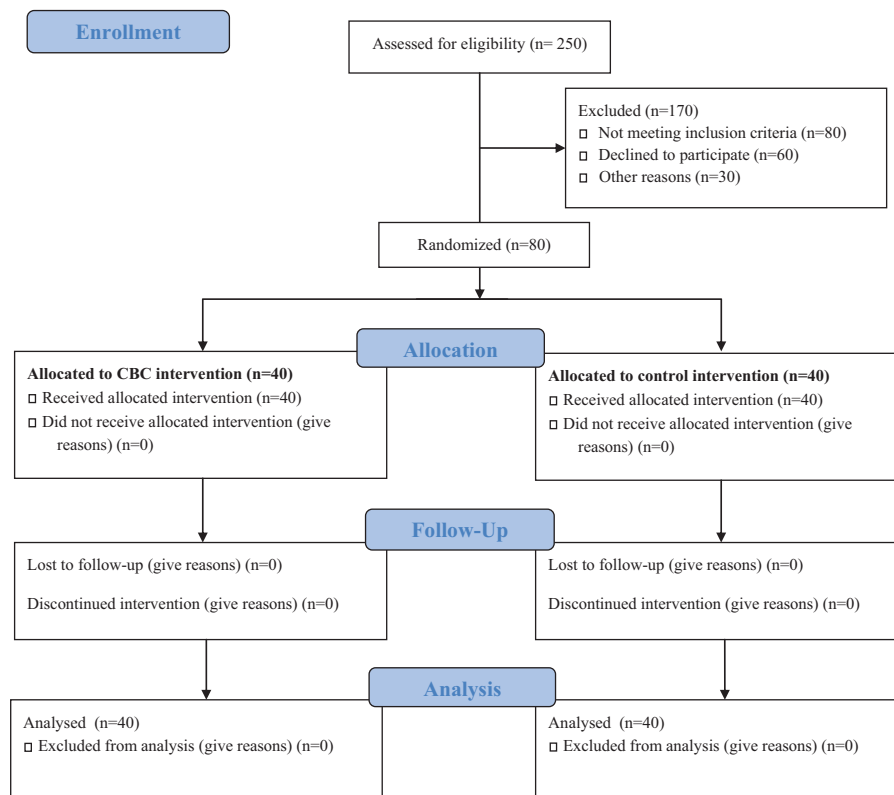 Enrollment
Assessed for eligibility (n= 250)
Excluded (n=170)
▯ Not meeting inclusion criteria (n=80)
▯ Declined to participate (n=60)
▯ Other reasons (n=30)
Randomized (n=80)
Allocation
Allocated to CBC intervention (n=40)
▯ Received allocated intervention (n=40)
▯ Did not receive allocated intervention (give
reasons) (n=0)
Allocated to control intervention (n=40)
▯ Received allocated intervention (n=40)
▯ Did not receive allocated intervention (give
reasons) (n=0)
Follow-Up
Lost to follow-up (give reasons) (n=0)
Discontinued intervention (give reasons) (n=0)
Lost to follow-up (give reasons) (n=0)
Discontinued intervention (give reasons) (n=0)
Analysis
Analysed (n=40)
▯ Excluded from analysis (give reasons) (n=0)
Analysed (n=40)
▯ Excluded from analysis (give reasons) (n=0)